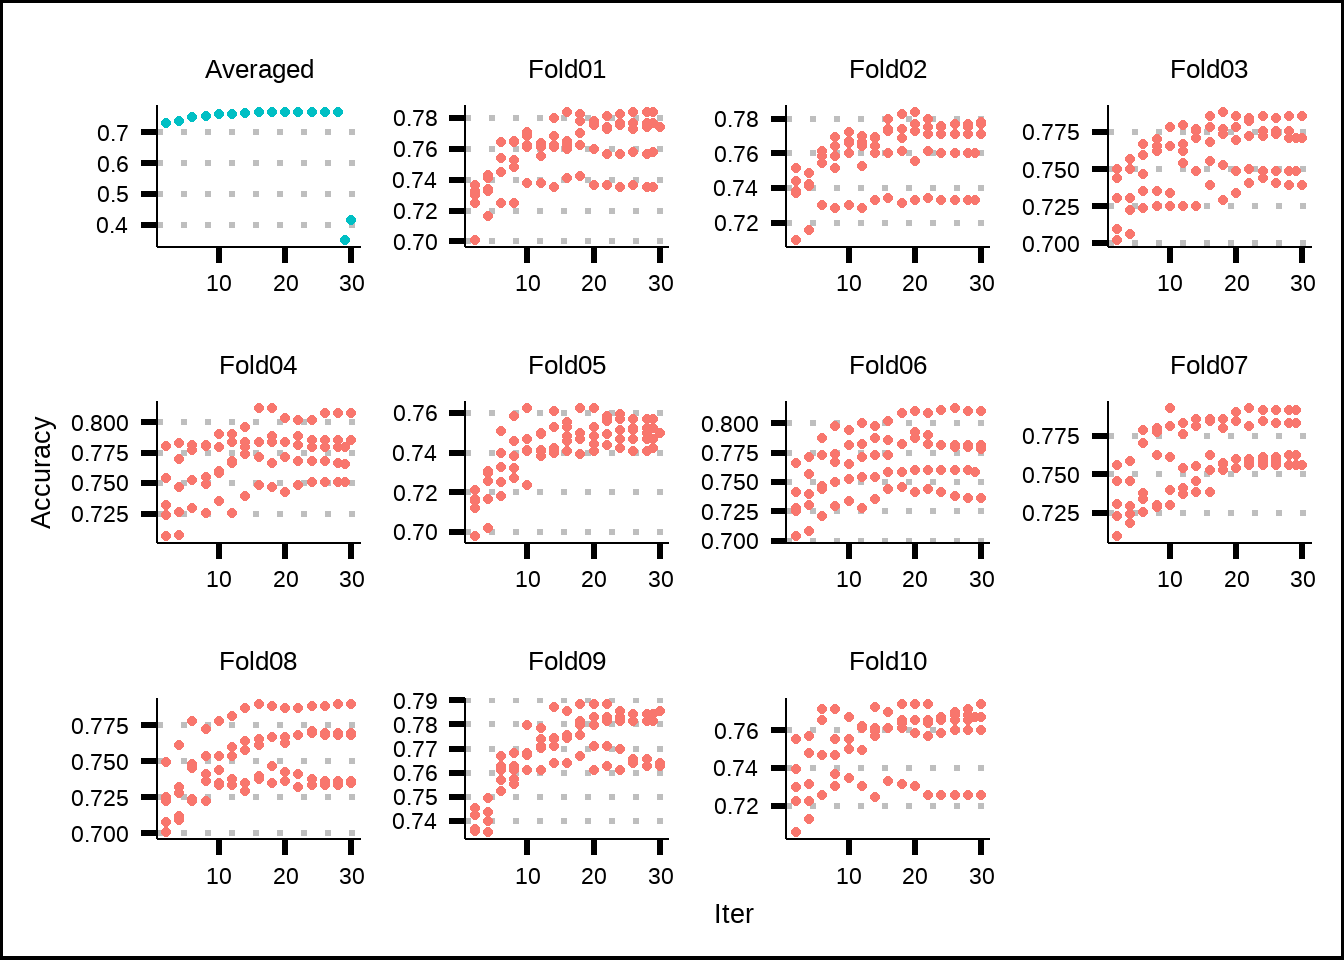 Averaged Fold01 Fold02 Fold03
0.7 0.6 0.5 0.4
0.78 0.76 0.74 0.72 0.70
0.78 0.76 0.74 0.72
0.775 0.750 0.725 0.700
10 20 30 10 20 30 10 20 30 10 20 30
Accuracy
Fold04 Fold05 Fold06 Fold07
0.800 0.775 0.750 0.725
0.76 0.74 0.72 0.70
0.800 0.775 0.750 0.725 0.700
0.775 0.750 0.725
10 20 30 10 20 30 10 20 30 10 20 30
Fold08 Fold09 Fold10
0.775 0.750 0.725 0.700
0.79 0.78 0.77 0.76 0.75 0.74
0.76 0.74 0.72
10 20 30 10 20 30 10 20 30
Iter